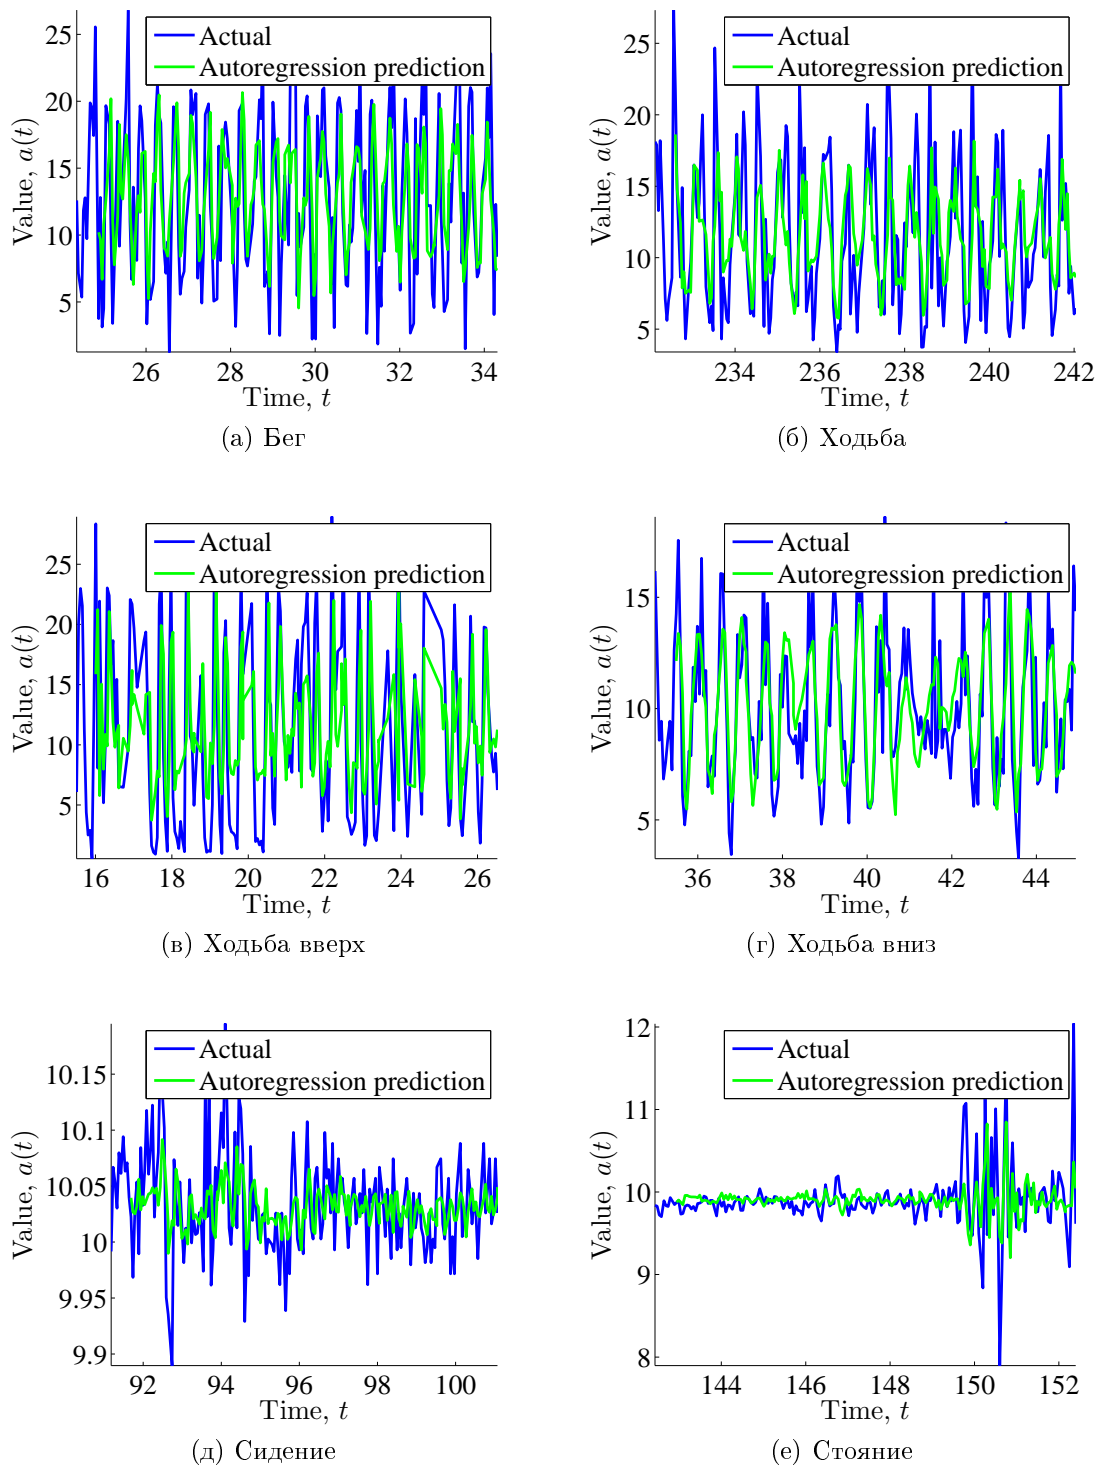 Actual
Autoregression prediction
Value, a(t)
25
20
15
10
5
26 28 30 32 34
Time, t
(а) Бег
Actual
Autoregression prediction
Value, a(t)
25
20
15
10
5
234 236 238 240 242
Time, t
(б) Ходьба
Actual
Autoregression prediction
Value, a(t)
25
20
15
10
5
16 18 20 22 24 26
Time, t
(в) Ходьба вверх
Actual
Autoregression prediction
Value, a(t)
15
10
5
36 38 40 42 44
Time, t
(г) Ходьба вниз
Actual
Autoregression prediction
Value, a(t)
10.15
10.1
10.05
10
9.95
9.9
92 94 96 98 100
Time, t
(д) Сидение
Actual
Autoregression prediction
Value, a(t)
12
11
10
9
8
144 146 148 150 152
Time, t
(е) Стояние